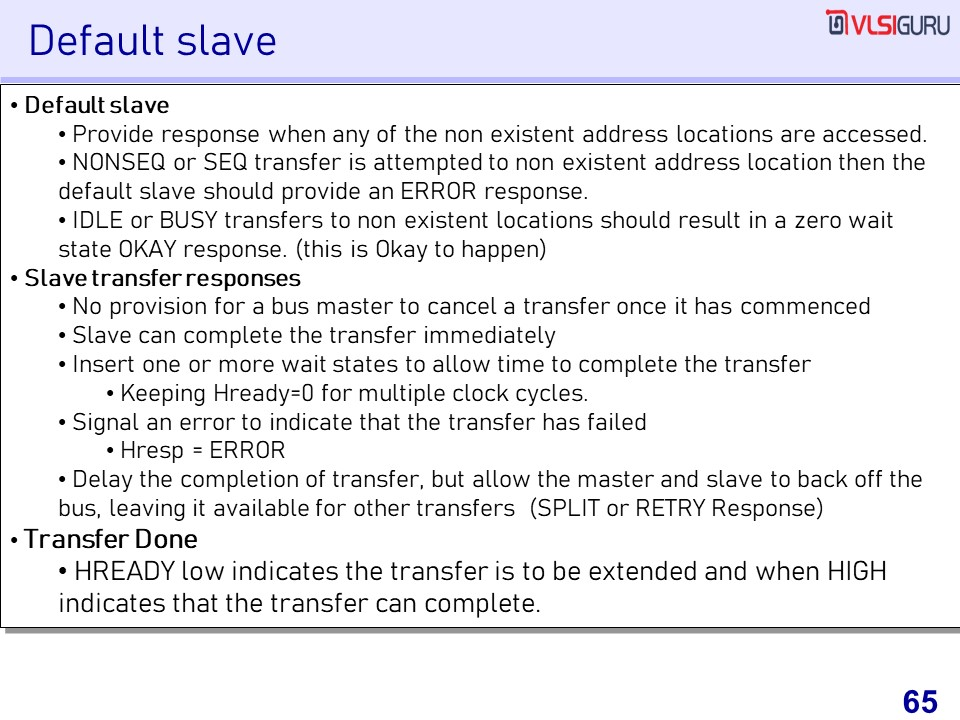 Default slave
VLSIGURU
• Default slave
• Provide response when any of the non existent address locations are accessed.
• NONSEQ or SEQ transfer is attempted to non existent address location then the
default slave should provide an ERROR response.
• IDLE or BUSY transfers to non existent locations should result in a zero wait
state OKAY response. (this is Okay to happen)
• Slave transfer responses
• No provision for a bus master to cancel a transfer once it has commenced
• Slave can complete the transfer immediately
• Insert one or more wait states to allow time to complete the transfer
• Keeping Hready=0 for multiple clock cycles.
• Signal an error to indicate that the transfer has failed
• Hresp = ERROR
• Delay the completion of transfer, but allow the master and slave to back off the
bus, leaving it available for other transfers (SPLIT or RETRY Response)
• Transfer Done
• HREADY low indicates the transfer is to be extended and when HIGH
indicates that the transfer can complete.
65